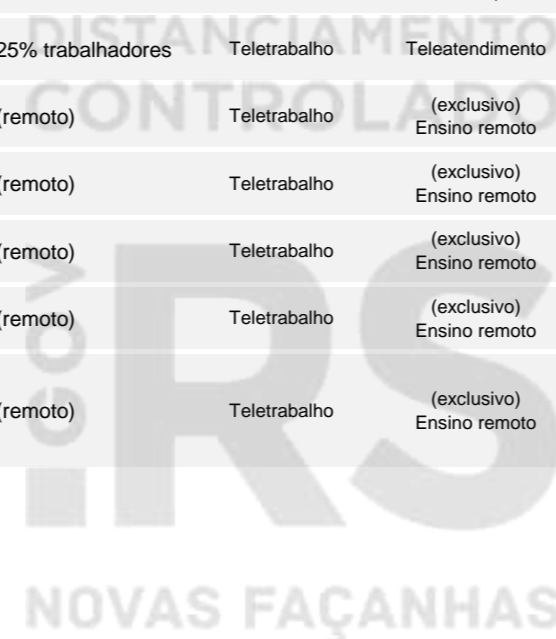 DISTANCIAMENTO
25% trabalhadores Teletrabalho Teleatendimento
CONTROLADO
(remoto) Teletrabalho (exclusivo)
Ensino remoto
(remoto) Teletrabalho (exclusivo)
Ensino remoto
(remoto) Teletrabalho (exclusivo)
Ensino remoto
(remoto) Teletrabalho (exclusivo)
Ensino remoto
(remoto) Teletrabalho (exclusivo)
Ensino remoto
GOV
RS
NOVAS FAÇANHAS